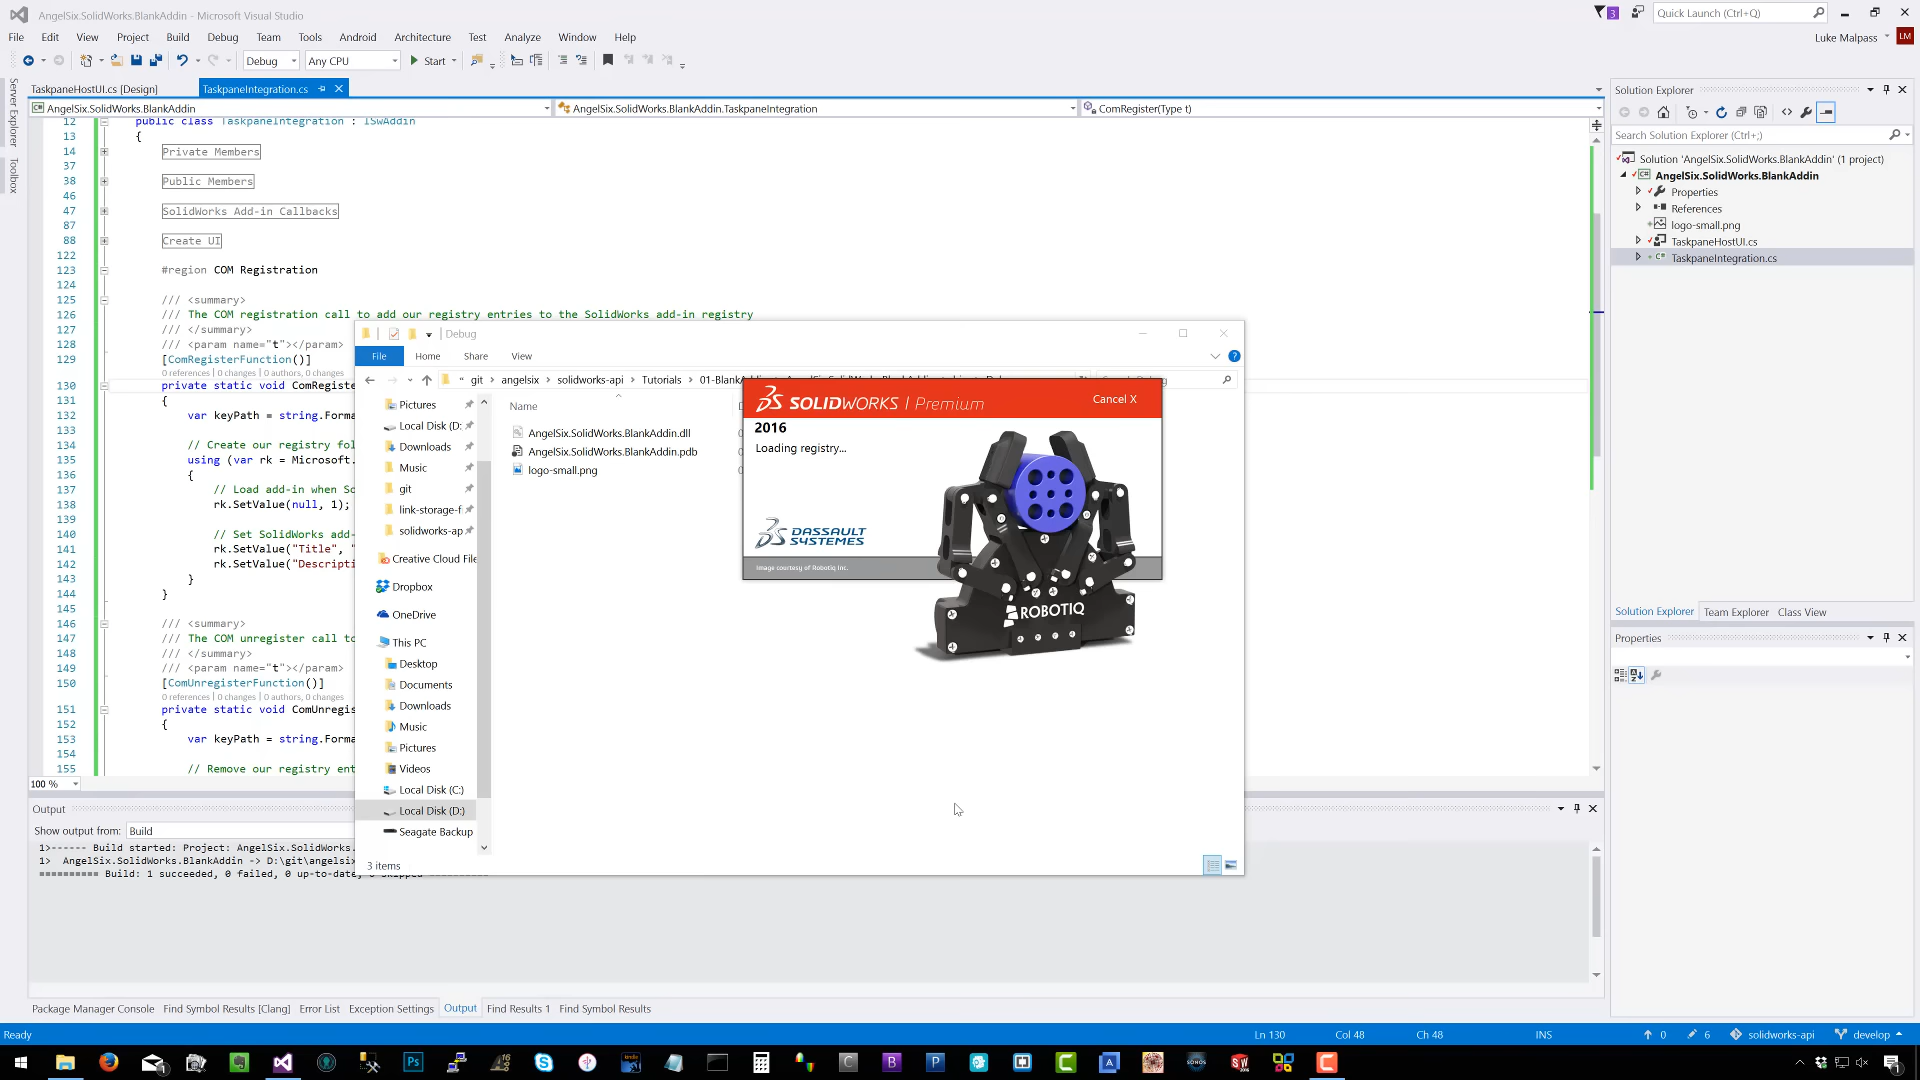 AngelSix.SolidWorks.BlankAddin - Microsoft Visual Studio
3
Quick Launch (Ctrl+Q)
File Edit View Project Build Debug Team Tools Android Architecture Test Analyze Window Help
Luke Malpass
LM
Debug
Any CPU
Start
Server Explorer
Toolbox
TaskpaneHostUI.cs [Design]
TaskpaneIntegration.cs
AngelSix.SolidWorks.BlankAddin
AngelSix.SolidWorks.BlankAddin.TaskpaneIntegration
ComRegister(Type t)
12 public class TaskpaneIntegration : ISwAddin
13 {
14 Private Members
37
38 Public Members
46
47 SolidWorks Add-in Callbacks
87
88 Create UI
122
123 #region COM Registration
124
125 /// <summary>
126 /// The COM registration call to add our registry entries to the SolidWorks add-in registry
127 /// </summary>
128 /// <param name="t"></param>
129 [ComRegisterFunction()]
0 references | 0 changes | 0 authors, 0 changes
130 private static void ComRegiste
131 {
132 var keyPath = string.Forma
133
134 // Create our registry fol
135 using (var rk = Microsoft.
136 {
137 // Load add-in when So
138 rk.SetValue(null, 1);
139
140 // Set SolidWorks add-
141 rk.SetValue("Title", "
142 rk.SetValue("Descripti
143 }
144 }
145
146 /// <summary>
147 /// The COM unregister call to
148 /// </summary>
149 /// <param name="t"></param>
150 [ComUnregisterFunction()]
0 references | 0 changes | 0 authors, 0 changes
151 private static void ComUnregis
152 {
153 var keyPath = string.Forma
154
155 // Remove our registry ent
100 %
Debug
File Home Share View
git angelsix solidworks-api Tutorials
Pictures
Local Disk (D:
Downloads
Music
git
link-storage-f
solidworks-ap
Creative Cloud File
Dropbox
OneDrive
This PC
Desktop
Documents
Downloads
Music
Pictures
Videos
Local Disk (C:)
Local Disk (D:)
Seagate Backup
Name
AngelSix.SolidWorks.BlankAddin.dll
AngelSix.SolidWorks.BlankAddin.pdb
logo-small.png
3 items
SOLIDWORKS | Premium
Cancel X
2016
Loading registry...
DASSAULT
SYSTEMES
Image courtesy of Robotiq Inc.
ROBOTIQ
Output
Show output from: Build
1>------ Build started: Project: AngelSix.SolidWorks.
1> AngelSix.SolidWorks.BlankAddin -> D:\git\angelsix
========== Build: 1 succeeded, 0 failed, 0 up-to-date, 0 skipped ==========
Package Manager Console Find Symbol Results [Clang] Error List Exception Settings Output Find Results 1 Find Symbol Results
Solution Explorer
Search Solution Explorer (Ctrl+;)
Solution 'AngelSix.SolidWorks.BlankAddin' (1 project)
AngelSix.SolidWorks.BlankAddin
Properties
References
logo-small.png
TaskpaneHostUI.cs
TaskpaneIntegration.cs
Solution Explorer Team Explorer Class View
Properties
Ready
Ln 130
Col 48
Ch 48
INS
0
6
solidworks-api
develop